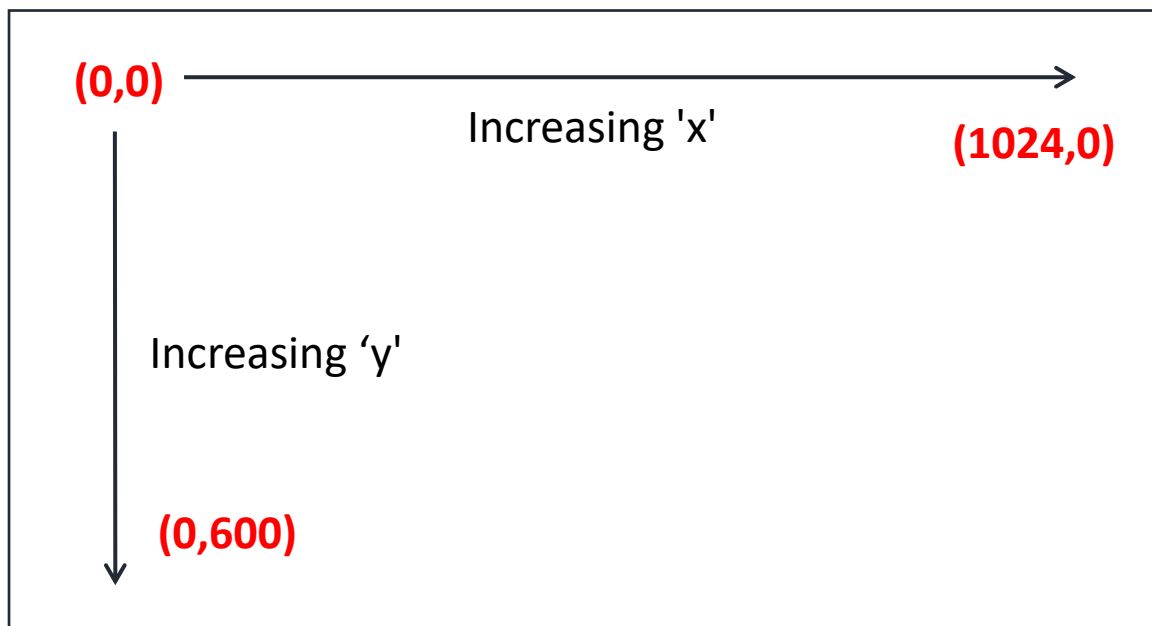 (0,0)
Increasing 'x'
(1024,0)
Increasing ‘y'
(0,600)